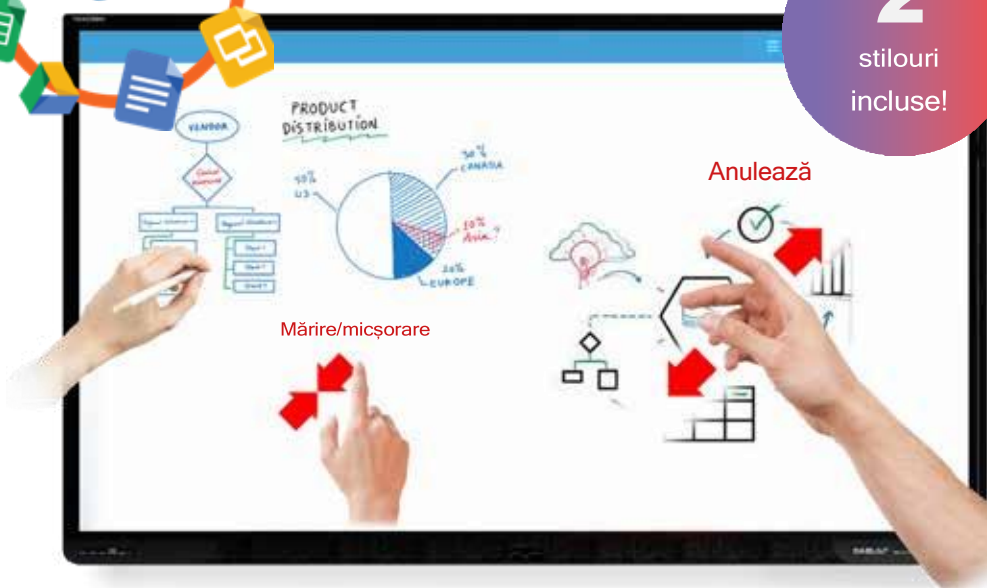 2
stilouri
incluse!
Anulează
PRODUCT
DISTRIBUTION
VENDOR
50%
US
30%
CANADA
10%
Asia?
20%
EUROPE
Mărire/micșorare